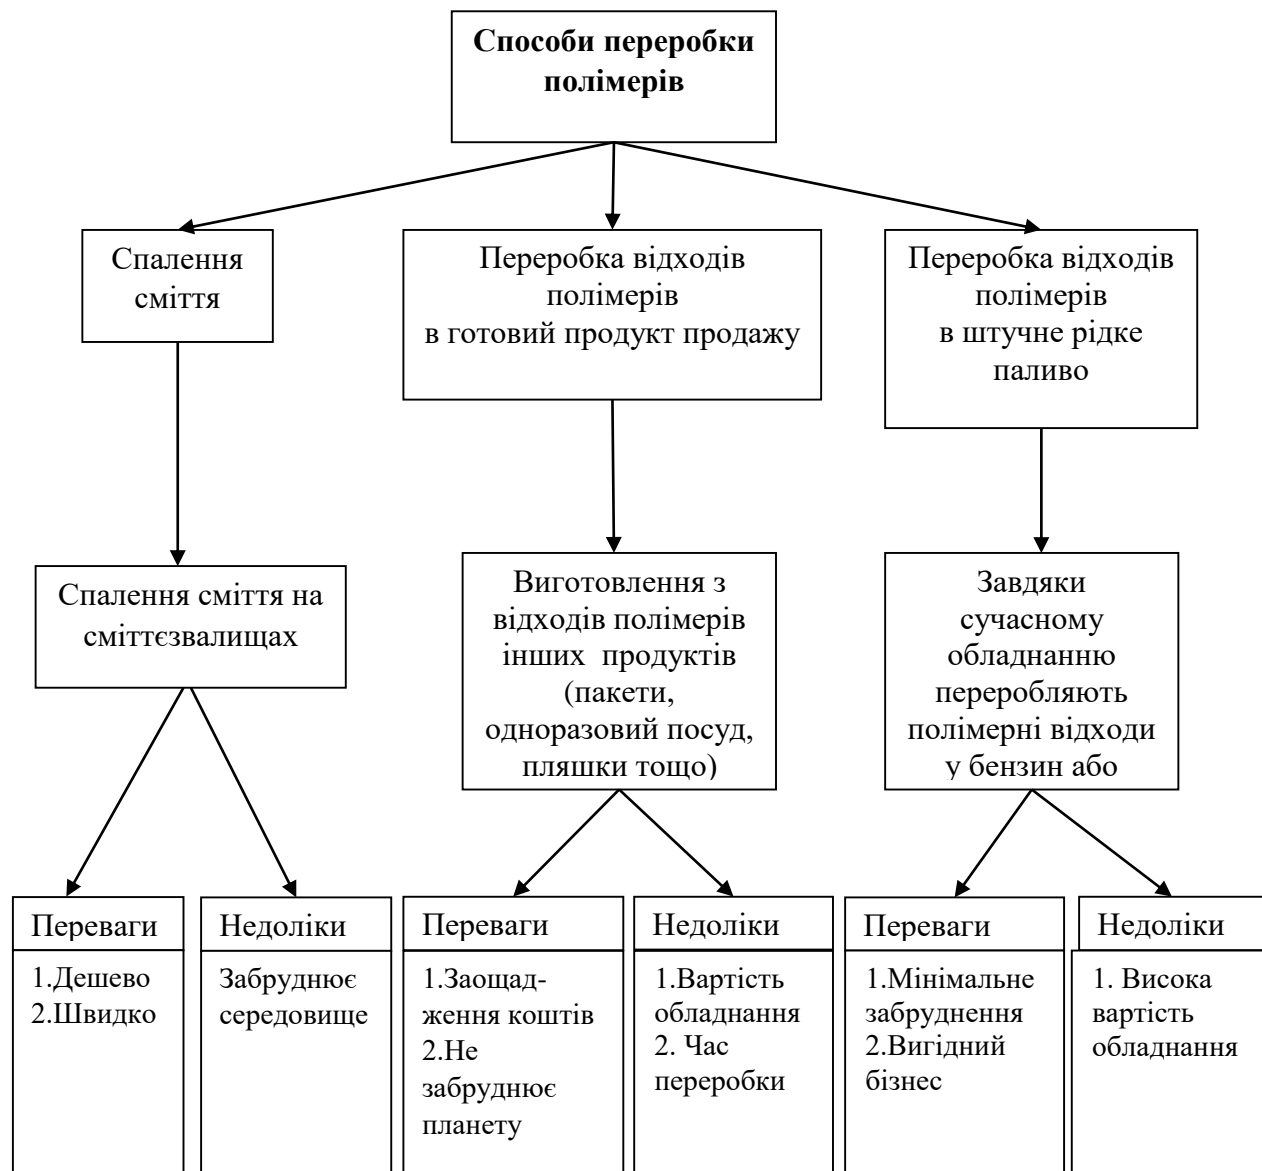 Способи переробки
полімерів
Спалення
сміття
Переробка відходів
полімерів
в готовий продукт продажу
Переробка відходів
полімерів
в штучне рідке
паливо
Спалення сміття на
сміттєзвалищах
Виготовлення з
відходів полімерів
інших продуктів
(пакети,
одноразовий посуд,
пляшки тощо)
Завдяки
сучасному
обладнанню
переробляють
полімерні відходи
у бензин або
Переваги
1.Дешево
2.Швидко
Недоліки
Забруднює
середовище
Переваги
1.Заощад-
ження коштів
2.Не
забруднює
планету
Недоліки
1.Вартість
обладнання
2. Час
переробки
Переваги
1.Мінімальне
забруднення
2.Вигідний
бізнес
Недоліки
1. Висока
вартість
обладнання